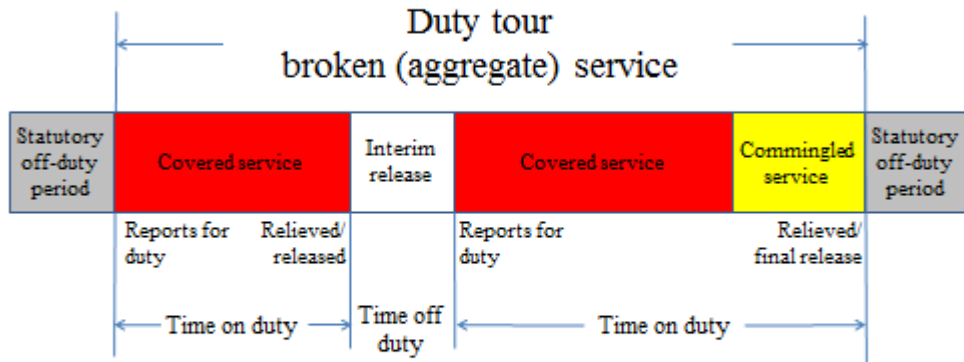 Duty tour
broken (aggregate) service
Statutory
off-duty
period
Covered service
Interim
release
Covered service
Commingled
service
Statutory
off-duty
period
Reports for
duty
Relieved/
released
Reports for
duty
Relieved/
final release
Time on duty
Time off
duty
Time on duty